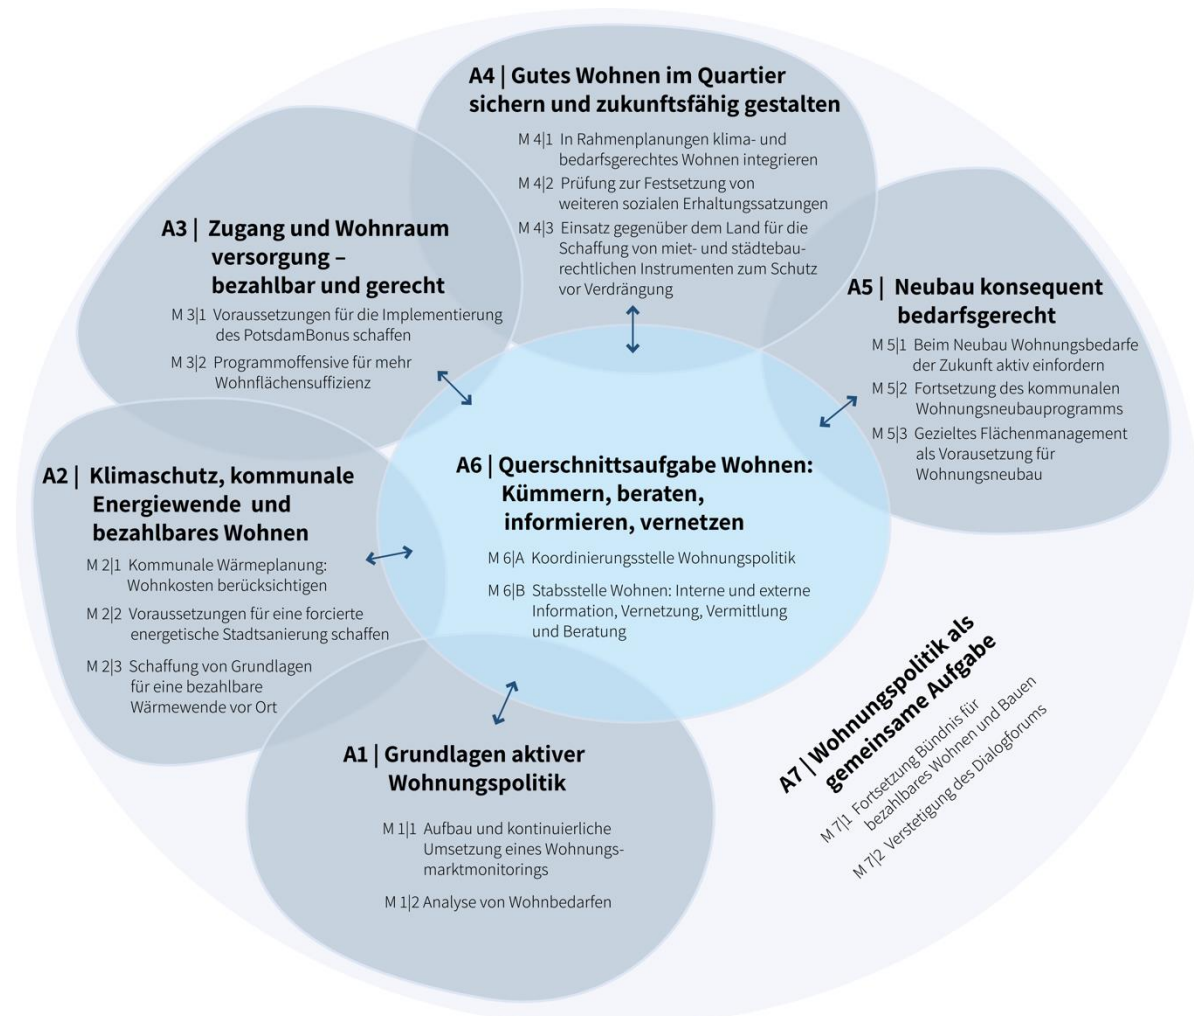 A4 | Gutes Wohnen im Quartier
sichern und zukunftsfähig gestalten
M 4|1 In Rahmenplanungen klima- und
bedarfsgerechtes Wohnen integrieren
M 4|2 Prüfung zur Festsetzung von
weiteren sozialen Erhaltungssatzungen
M 4|3 Einsatz gegenüber dem Land für die
Schaffung von miet- und städtebau-
rechtlichen Instrumenten zum Schutz
vor Verdrängung
A3 | Zugang und Wohnraum
versorgung –
bezahlbar und gerecht
M 3|1 Voraussetzungen für die Implementierung
des PotsdamBonus schaffen
M 3|2 Programmoffensive für mehr
Wohnflächensuffizienz
A5 | Neubau konsequent
bedarfsgerecht
M 5|1 Beim Neubau Wohnungsbedarfe
der Zukunft aktiv einfordern
M 5|2 Fortsetzung des kommunalen
Wohnungsneubauprogramms
M 5|3 Gezieltes Flächenmanagement
als Vorausetzung für
Wohnungsneubau
A2 | Klimaschutz, kommunale
Energiewende und
bezahlbares Wohnen
M 2|1 Kommunale Wärmeplanung:
Wohnkosten berücksichtigen
M 2|2 Voraussetzungen für eine forcierte
energetische Stadtsanierung schaffen
M 2|3 Schaffung von Grundlagen
für eine bezahlbare
Wärmewende vor Ort
A6 | Querschnittsaufgabe Wohnen:
Kümmern, beraten,
informieren, vernetzen
M 6|A Koordinierungsstelle Wohnungspolitik
M 6|B Stabsstelle Wohnen: Interne und externe
Information, Vernetzung, Vermittlung
und Beratung
A1 | Grundlagen aktiver
Wohnungspolitik
M 1|1 Aufbau und kontinuierliche
Umsetzung eines Wohnungs-
marktmonitorings
M 1|2 Analyse von Wohnbedarfen
A7 | Wohnungspolitik als
gemeinsame Aufgabe
M 7|1 Fortsetzung Bündnis für
bezahlbares Wohnen und Bauen
M 7|2 Verstetigung des Dialogforums